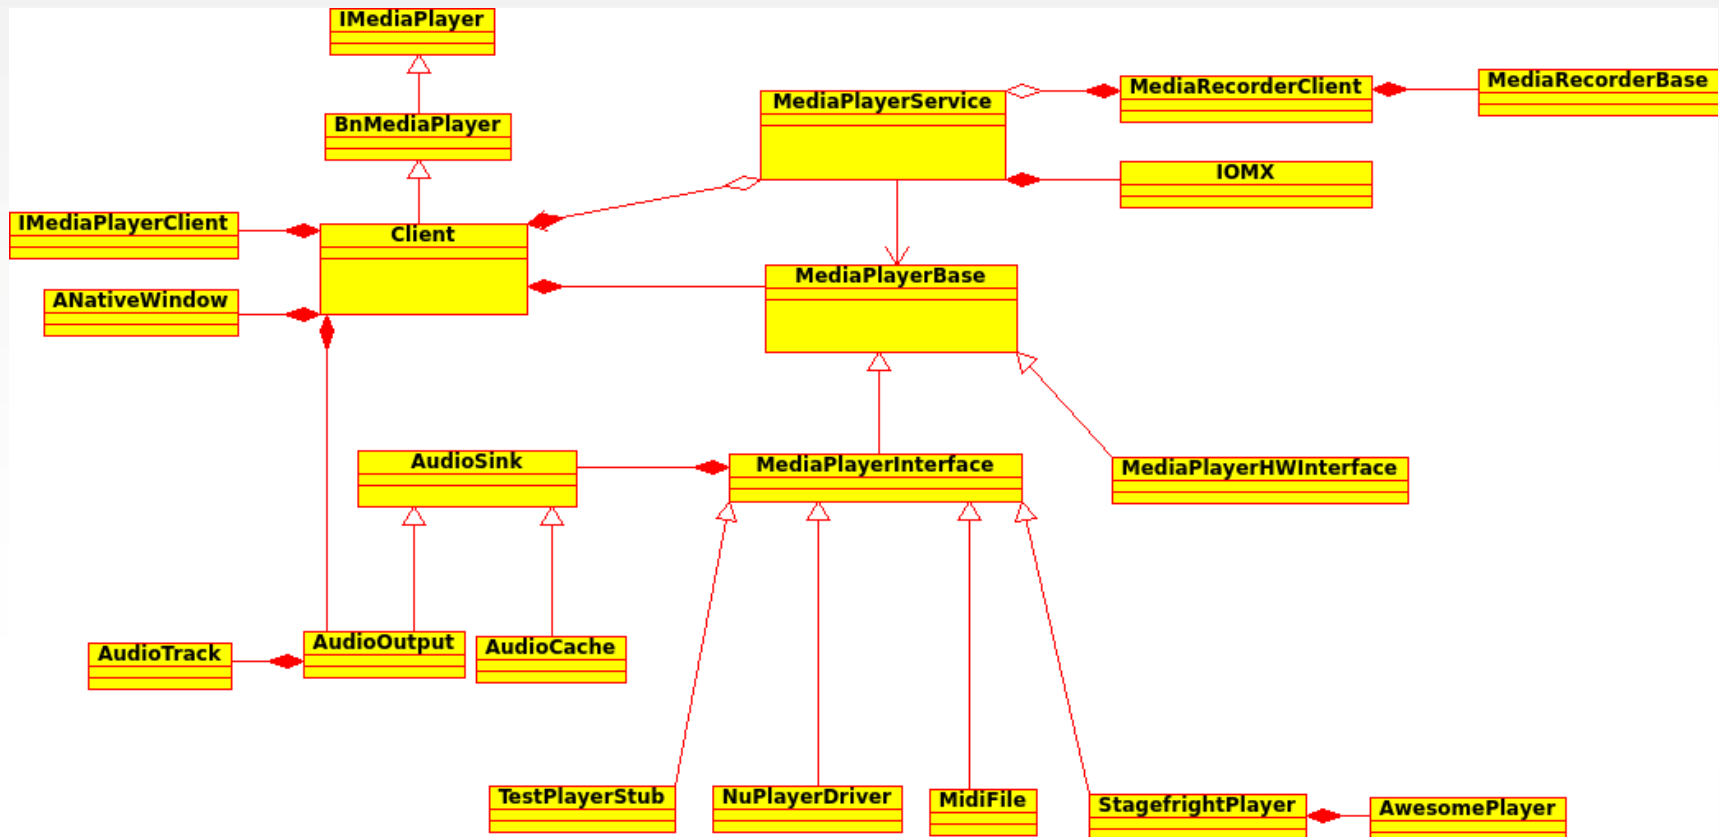 IMediaPlayer
MediaPlayerService
MediaRecorderClient
MediaRecorderBase
BnMediaPlayer
IOMX
IMediaPlayerClient
Client
ANativeWindow
MediaPlayerBase
AudioSink
MediaPlayerInterface
MediaPlayerHWInterface
AudioTrack
AudioOutput
AudioCache
TestPlayerStub
NuPlayerDriver
MidiFile
StagefrightPlayer
AwesomePlayer